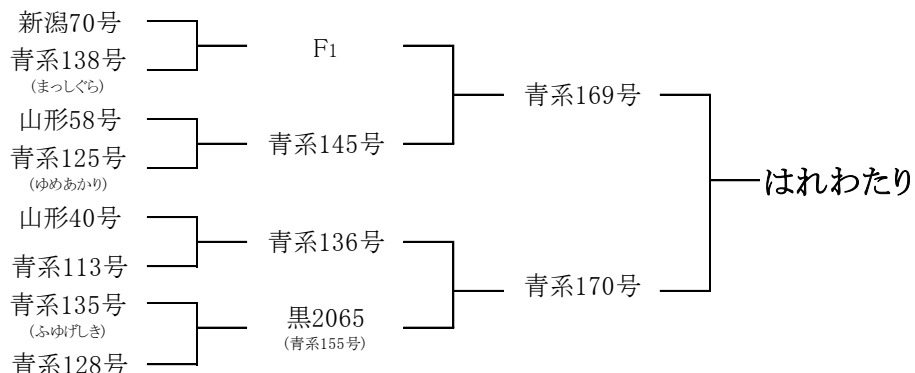 新潟70号
青系138号
(まっしぐら)
山形58号
青系125号
(ゆめあかり)
山形40号
青系113号
青系135号
(ふゆげしき)
青系128号
F1
青系145号
青系136号
黒2065
(青系155号)
青系169号
青系170号
はれわたり